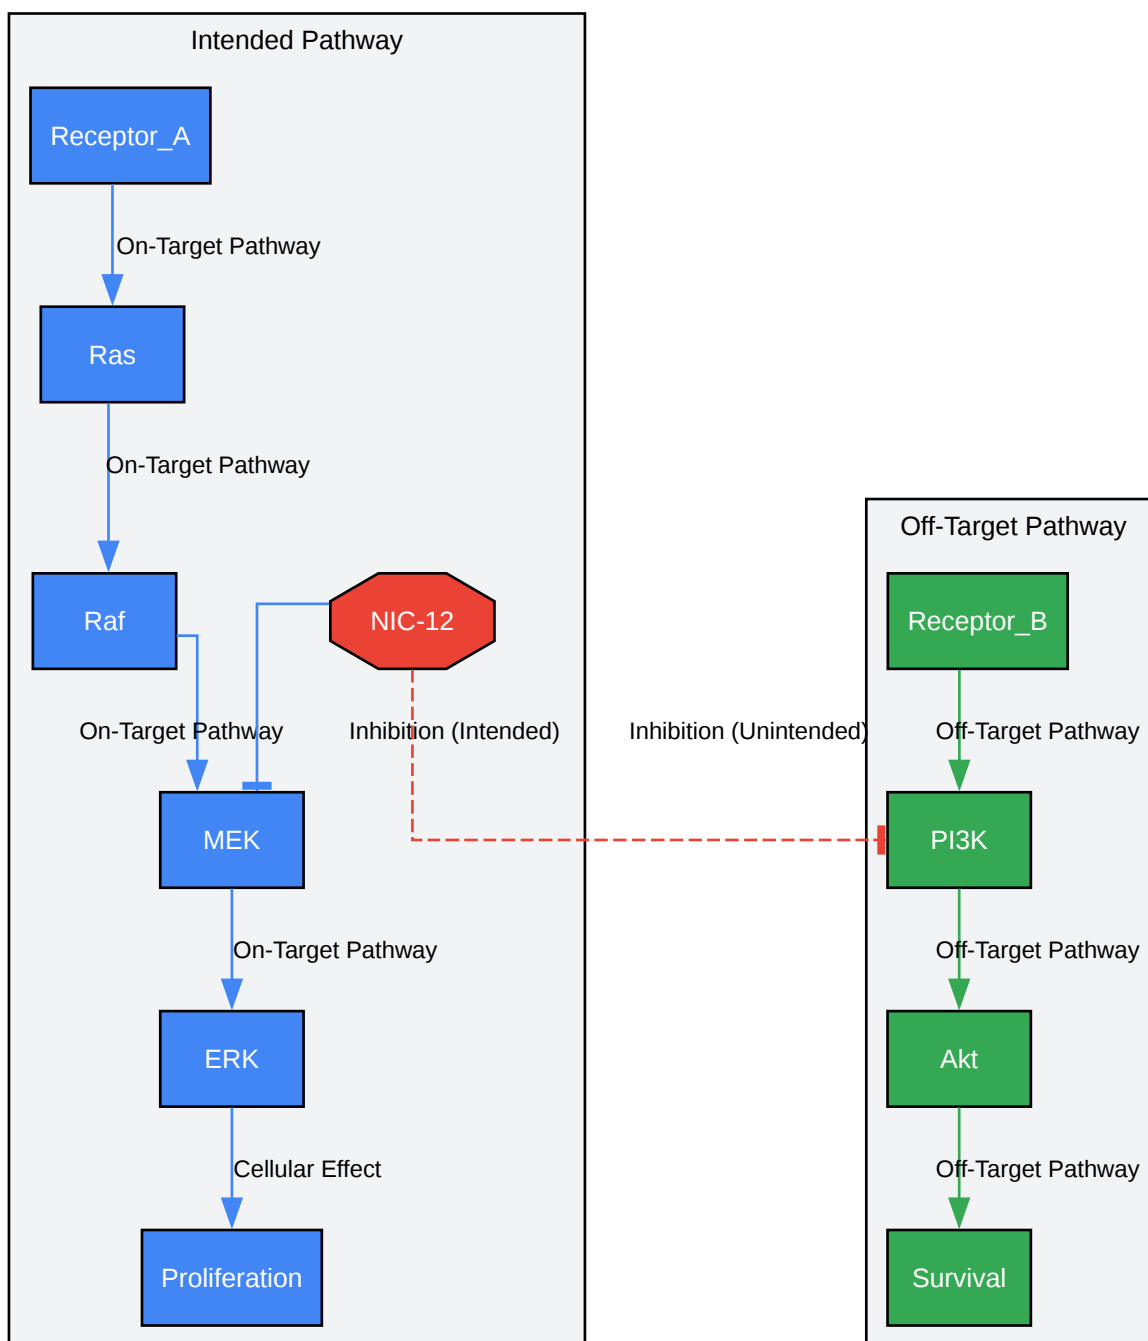 Intended Pathway
Receptor_A
On-Target Pathway
Ras
On-Target Pathway
Off-Target Pathway
Raf
NIC-12
Receptor_B
On-Target Pathway
Inhibition (Intended)
Inhibition (Unintended)
Off-Target Pathway
MEK
PI3K
On-Target Pathway
Off-Target Pathway
ERK
Akt
Cellular Effect
Off-Target Pathway
Proliferation
Survival